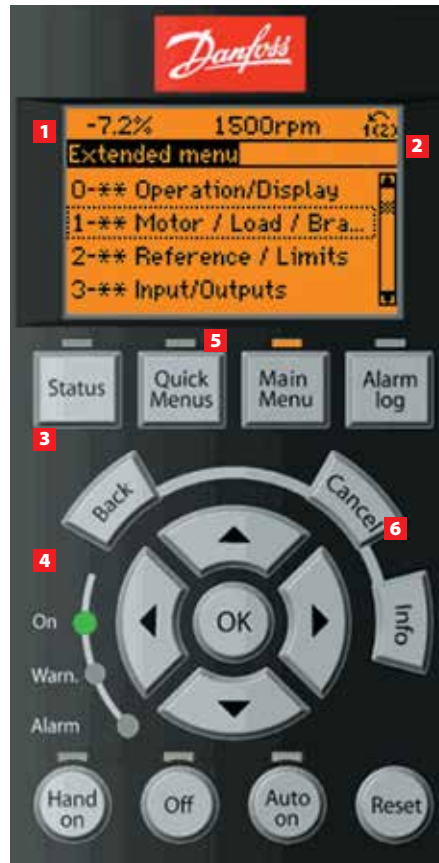 Danfoss
1
-7.2% 1500rpm 1(2)
2
Extended menu
0-** Operation/Display
1-** Motor / Load / Bra...
2-** Reference / Limits
3-** Input/Outputs
5
Status
Quick
Menus
Main
Menu
Alarm
log
3
Back
Cancel
6
4
Info
OK
On
Warn.
Alarm
Hand
on
Off
Auto
on
Reset